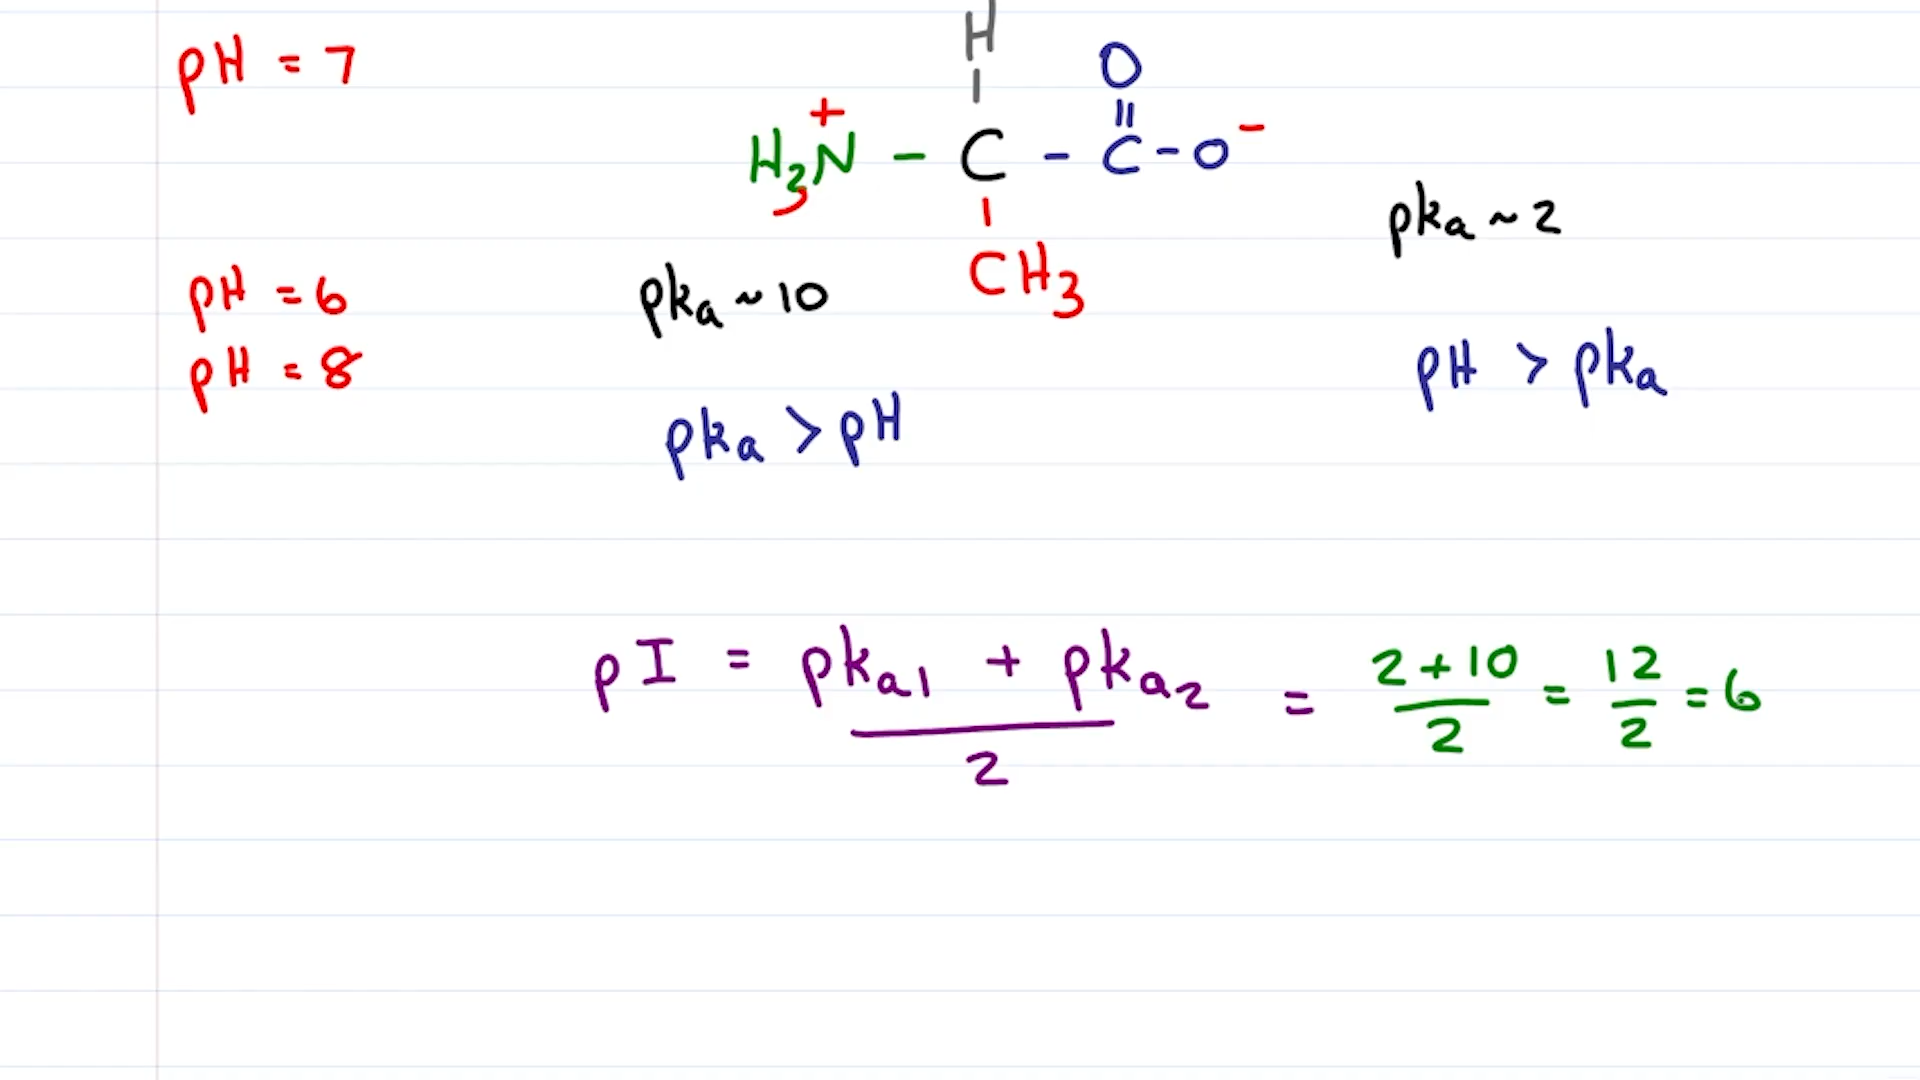 pH = 7
H
O
H3N+ - C - C - O-
CH3
pka ~ 2
pka ~ 10
pH = 6
pH = 8
pH > pka
pka > pH
pI = pka1 + pka2 / 2 = 2 + 10 / 2 = 12 / 2 = 6